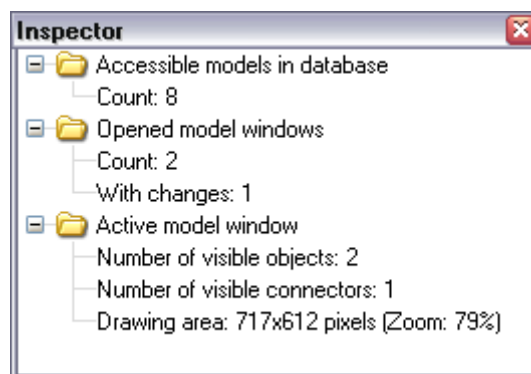 Inspector
Accessible models in database
Count: 8
Opened model windows
Count: 2
With changes: 1
Active model window
Number of visible objects: 2
Number of visible connectors: 1
Drawing area: 717x612 pixels (Zoom: 79%)